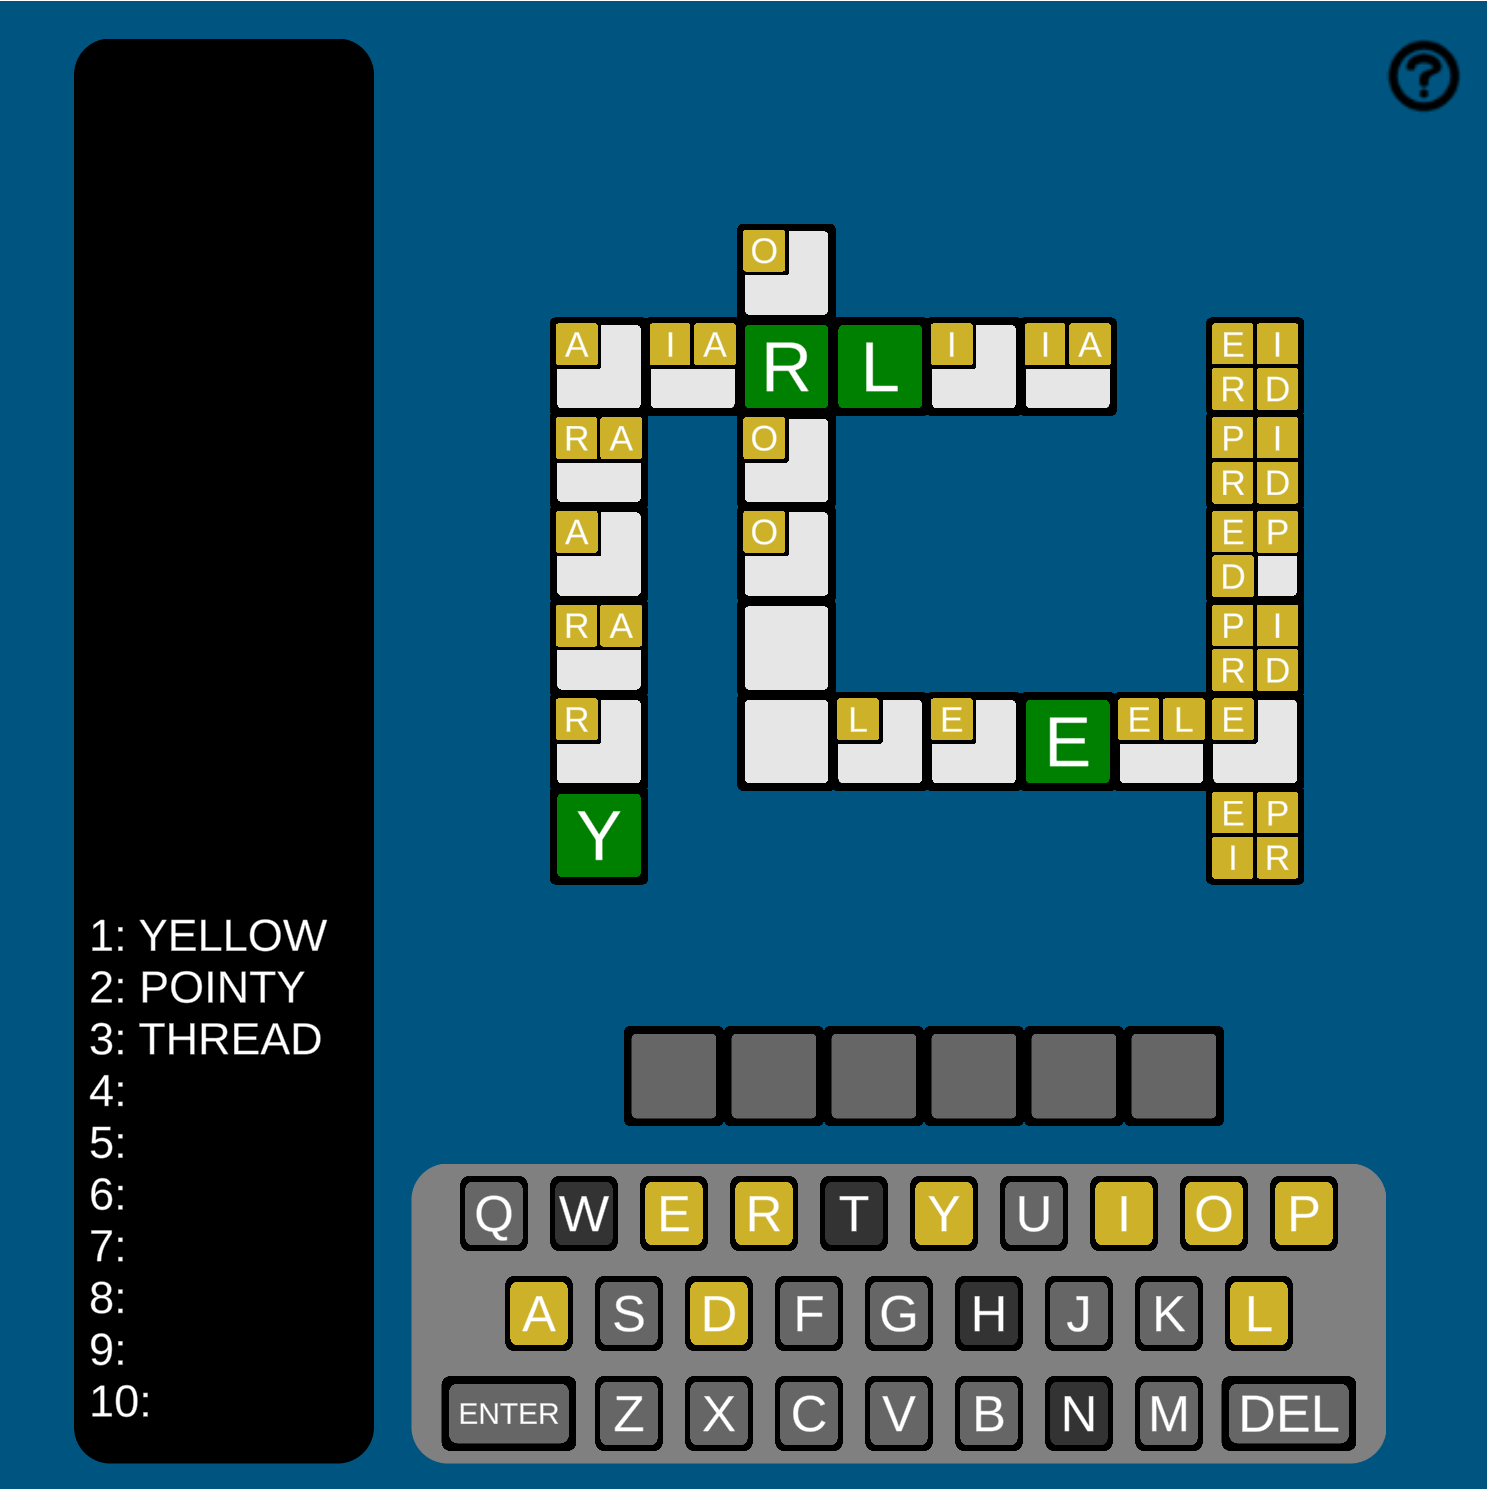 ?
O
A I A R L I I A E I
R D
R A O P I
R D
A O E P
D
R A P I
R D
R L E E E L E
Y E P
I R
1: YELLOW
2: POINTY
3: THREAD
4:
5:
6:
7:
8:
9:
10:
Q W E R T Y U I O P
A S D F G H J K L
ENTER Z X C V B N M DEL